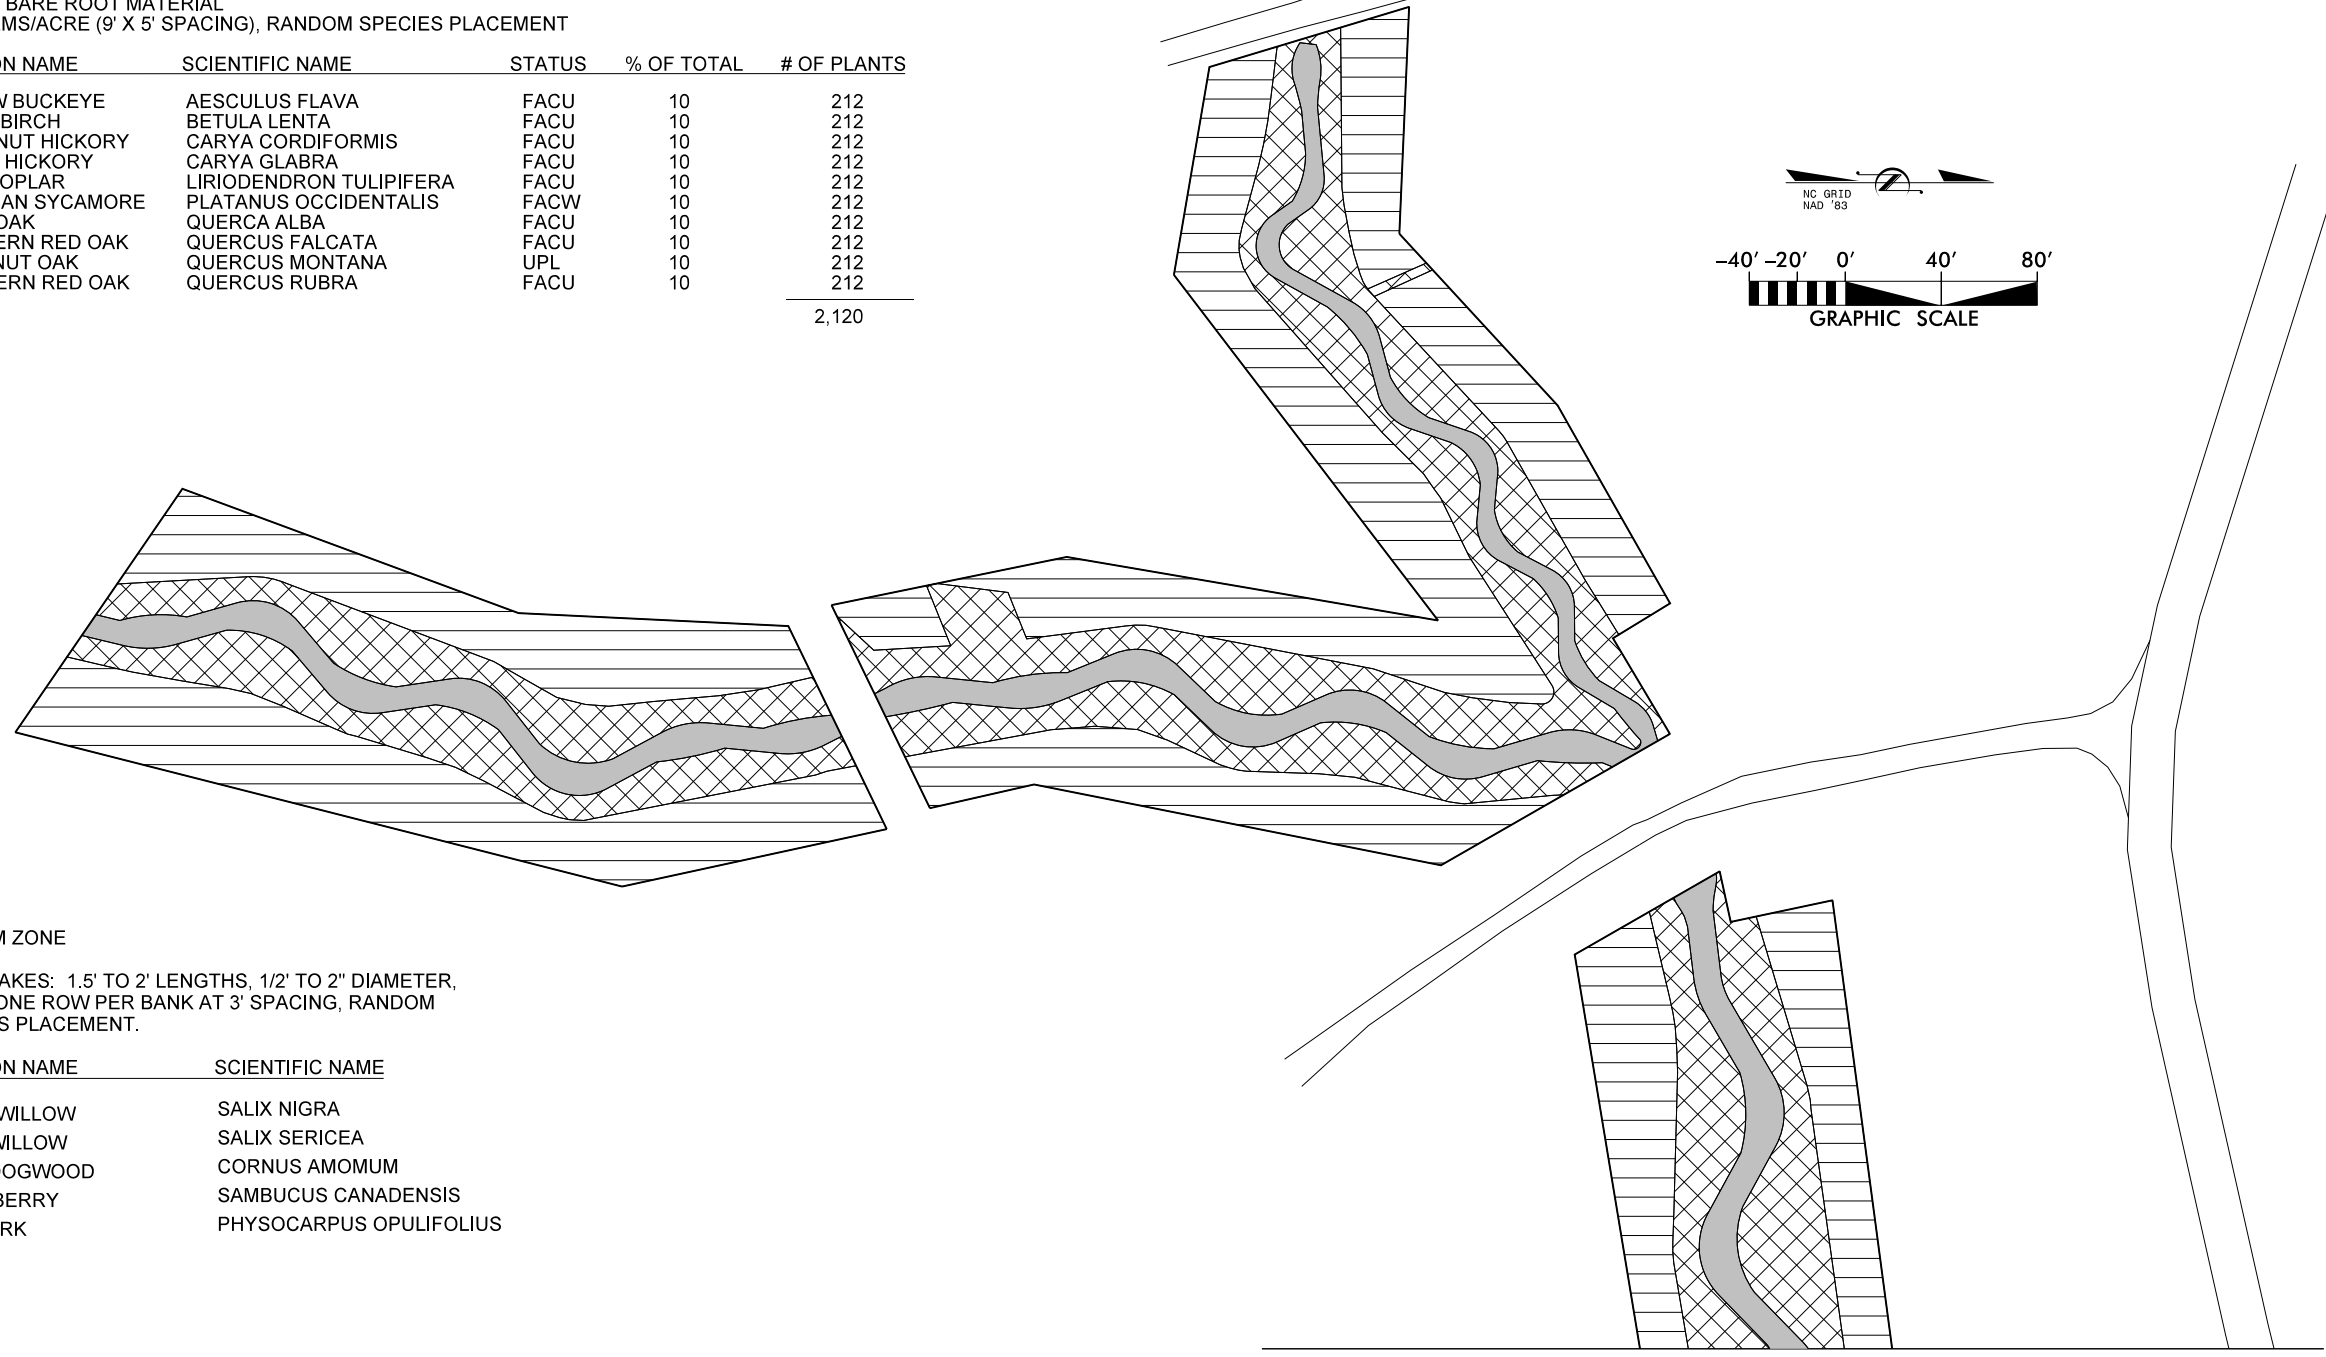 BARE ROOT MATERIAL
EMS/ACRE (9' X 5' SPACING), RANDOM SPECIES PLACEMENT
ON NAME SCIENTIFIC NAME STATUS % OF TOTAL # OF PLANTS
W BUCKEYE AESCULUS FLAVA FACU 10 212
BIRCH BETULA LENTA FACU 10 212
NUT HICKORY CARYA CORDIFORMIS FACU 10 212
HICKORY CARYA GLABRA FACU 10 212
OPLAR LIRIODENDRON TULIPIFERA FACU 10 212
AN SYCAMORE PLATANUS OCCIDENTALIS FACW 10 212
OAK QUERCA ALBA FACU 10 212
ERN RED OAK QUERCUS FALCATA FACU 10 212
NUT OAK QUERCUS MONTANA UPL 10 212
ERN RED OAK QUERCUS RUBRA FACU 10 212
2,120
NC GRID
NAD '83
–40' –20' 0' 40' 80'
GRAPHIC SCALE
M ZONE
AKES: 1.5' TO 2' LENGTHS, 1/2' TO 2" DIAMETER,
ONE ROW PER BANK AT 3' SPACING, RANDOM
S PLACEMENT.
ON NAME SCIENTIFIC NAME
WILLOW SALIX NIGRA
WILLOW SALIX SERICEA
DOGWOOD CORNUS AMOMUM
BERRY SAMBUCUS CANADENSIS
RK PHYSOCARPUS OPULIFOLIUS